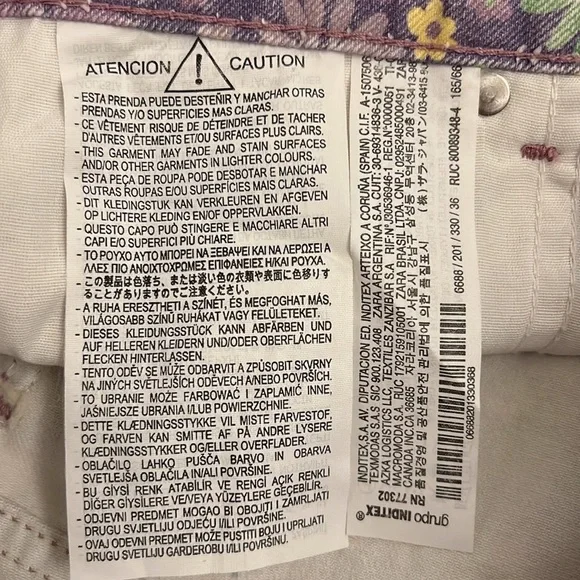 ATENCION ! CAUTION
- ESTA PRENDA PUEDE DESTEÑIR Y MANCHAR OTRAS
PRENDAS Y/O SUPERFICIES MAS CLARAS.
- CE VÊTEMENT RISQUE DE DÉTEINDRE ET DE TACHER
D'AUTRES VÊTEMENTS ET/OU SURFACES PLUS CLAIRS.
- THIS GARMENT MAY FADE AND STAIN SURFACES
AND/OR OTHER GARMENTS IN LIGHTER COLOURS.
- ESTA PEÇA DE ROUPA PODE DESBOTAR E MANCHAR
OUTRAS ROUPAS E/OU SUPERFÍCIES MAIS CLARAS.
- DIT KLEDINGSTUK KAN VERKLEUREN EN AFGEVEN
OP LICHTERE KLEDING EN/OF OPPERVLAKKEN.
- QUESTO CAPO PUÒ STINGERE E MACCHIARE ALTRI
CAPI E/O SUPERFICI PIÙ CHIARE.
- ΤΟ ΡΟΥΧΟ ΑΥΤΟ ΜΠΟΡΕΙ ΝΑ ΞΕΒΑΨΕΙ ΚΑΙ ΝΑ ΛΕΡΩΣΕΙ ΑΛ
ΛΕΣ ΠΙΟ ΑΝΟΙΧΤΟΧΡΩΜΕΣ ΕΠΙΦΑΝΕΙΕΣ Η/ΚΑΙ ΡΟΥΧΑ.
- この製品は色落ち、または淡い色の衣類や表面に色移りす
ることがありますので、ご注意ください。
- A RUHA ERESZTHETI A SZÍNÉT, ÉS MEGFOGHAT MÁS,
VILÁGOSABB SZÍNŰ RUHÁKAT VAGY FELÜLETEKET.
- DIESES KLEIDUNGSSTÜCK KANN ABFÄRBEN UND
AUF HELLEREN KLEIDERN UND/ODER OBERFLÄCHEN
FLECKEN HINTERLASSEN.
- TENTO ODĚV SE MŮŽE ODBARVIT A ZPŮSOBIT SKVRNY
NA JINÝCH SVĚTLEJŠÍCH ODĚVECH A/NEBO POVRŠÍCH.
- TO UBRANIE MOŻE FARBOWAĆ I ZAPLAMIĆ INNE,
JAŚNIEJSZE UBRANIA I/LUB POWIERZCHNIE.
- DETTE KLÆDNINGSSTYKKE VIL MISTE FARVESTOF,
OG FARVEN KAN SMITTE AF PÅ ANDRE LYSERE
KLÆDNINGSSTYKKER OG/ELLER OVERFLADER.
- OBLAČILO LAHKO PUŠČA BARVO IN OBARVA
SVETLEJŠA OBLAČILA IN/ALI POVRŠINE.
- BU GİYSİ RENK ATABİLİR VE RENGİ AÇIK RENKLİ
DİĞER GİYSİLERE VE/VEYA YÜZEYLERE GEÇEBİLİR.
- ODJEVNI PREDMET MOGAO BI OBOJITI I ZAMRLJATI
DRUGU SVJETLIJU ODJEĆU I/ILI POVRŠINE.
- OVAJ ODEVNI PREDMET MOŽE PUSTITI BOJU I UPRLJATI
DRUGU SVETLIJU GARDEROBU I/ILI POVRŠINE.
grupo INDITEX®
RN 77302
INDITEX,S.A. AV. DIPUTACION ED. INDITEX ARTEIXO A CORUÑA (SPAIN) C.I.F. A-1507506
TEXMODAS S.A.S SIC 900.123.408 ZARA ARGENTINA S.A. CUIT: 30-69314836-3
AZKA LOGISTICS LLC, TEXTILES ZANZIBAR S.A.
MACROMODA S.A. RUC ZARA BRASIL LTDA.
CANADA INC.CA 36685
06688201330368
6688 / 201 / 330 / 36 RUC 80089348-4 165/66